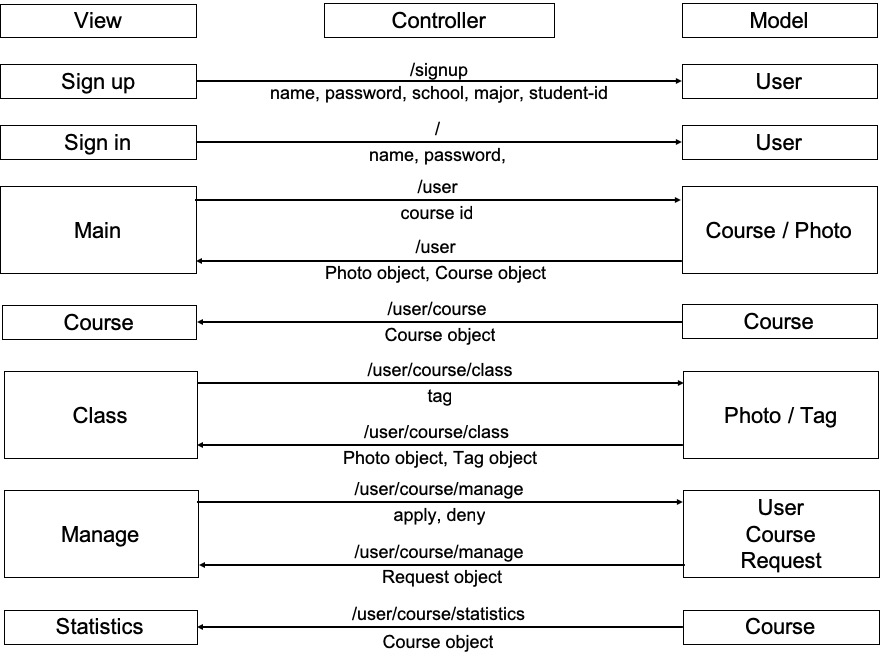 View
Controller
Model
Sign up
/signup
name, password, school, major, student-id
User
Sign in
/
name, password,
User
Main
/user
course id
/user
Photo object, Course object
Course / Photo
Course
/user/course
Course object
Course
Class
/user/course/class
tag
/user/course/class
Photo object, Tag object
Photo / Tag
Manage
/user/course/manage
apply, deny
/user/course/manage
Request object
User
Course
Request
Statistics
/user/course/statistics
Course object
Course